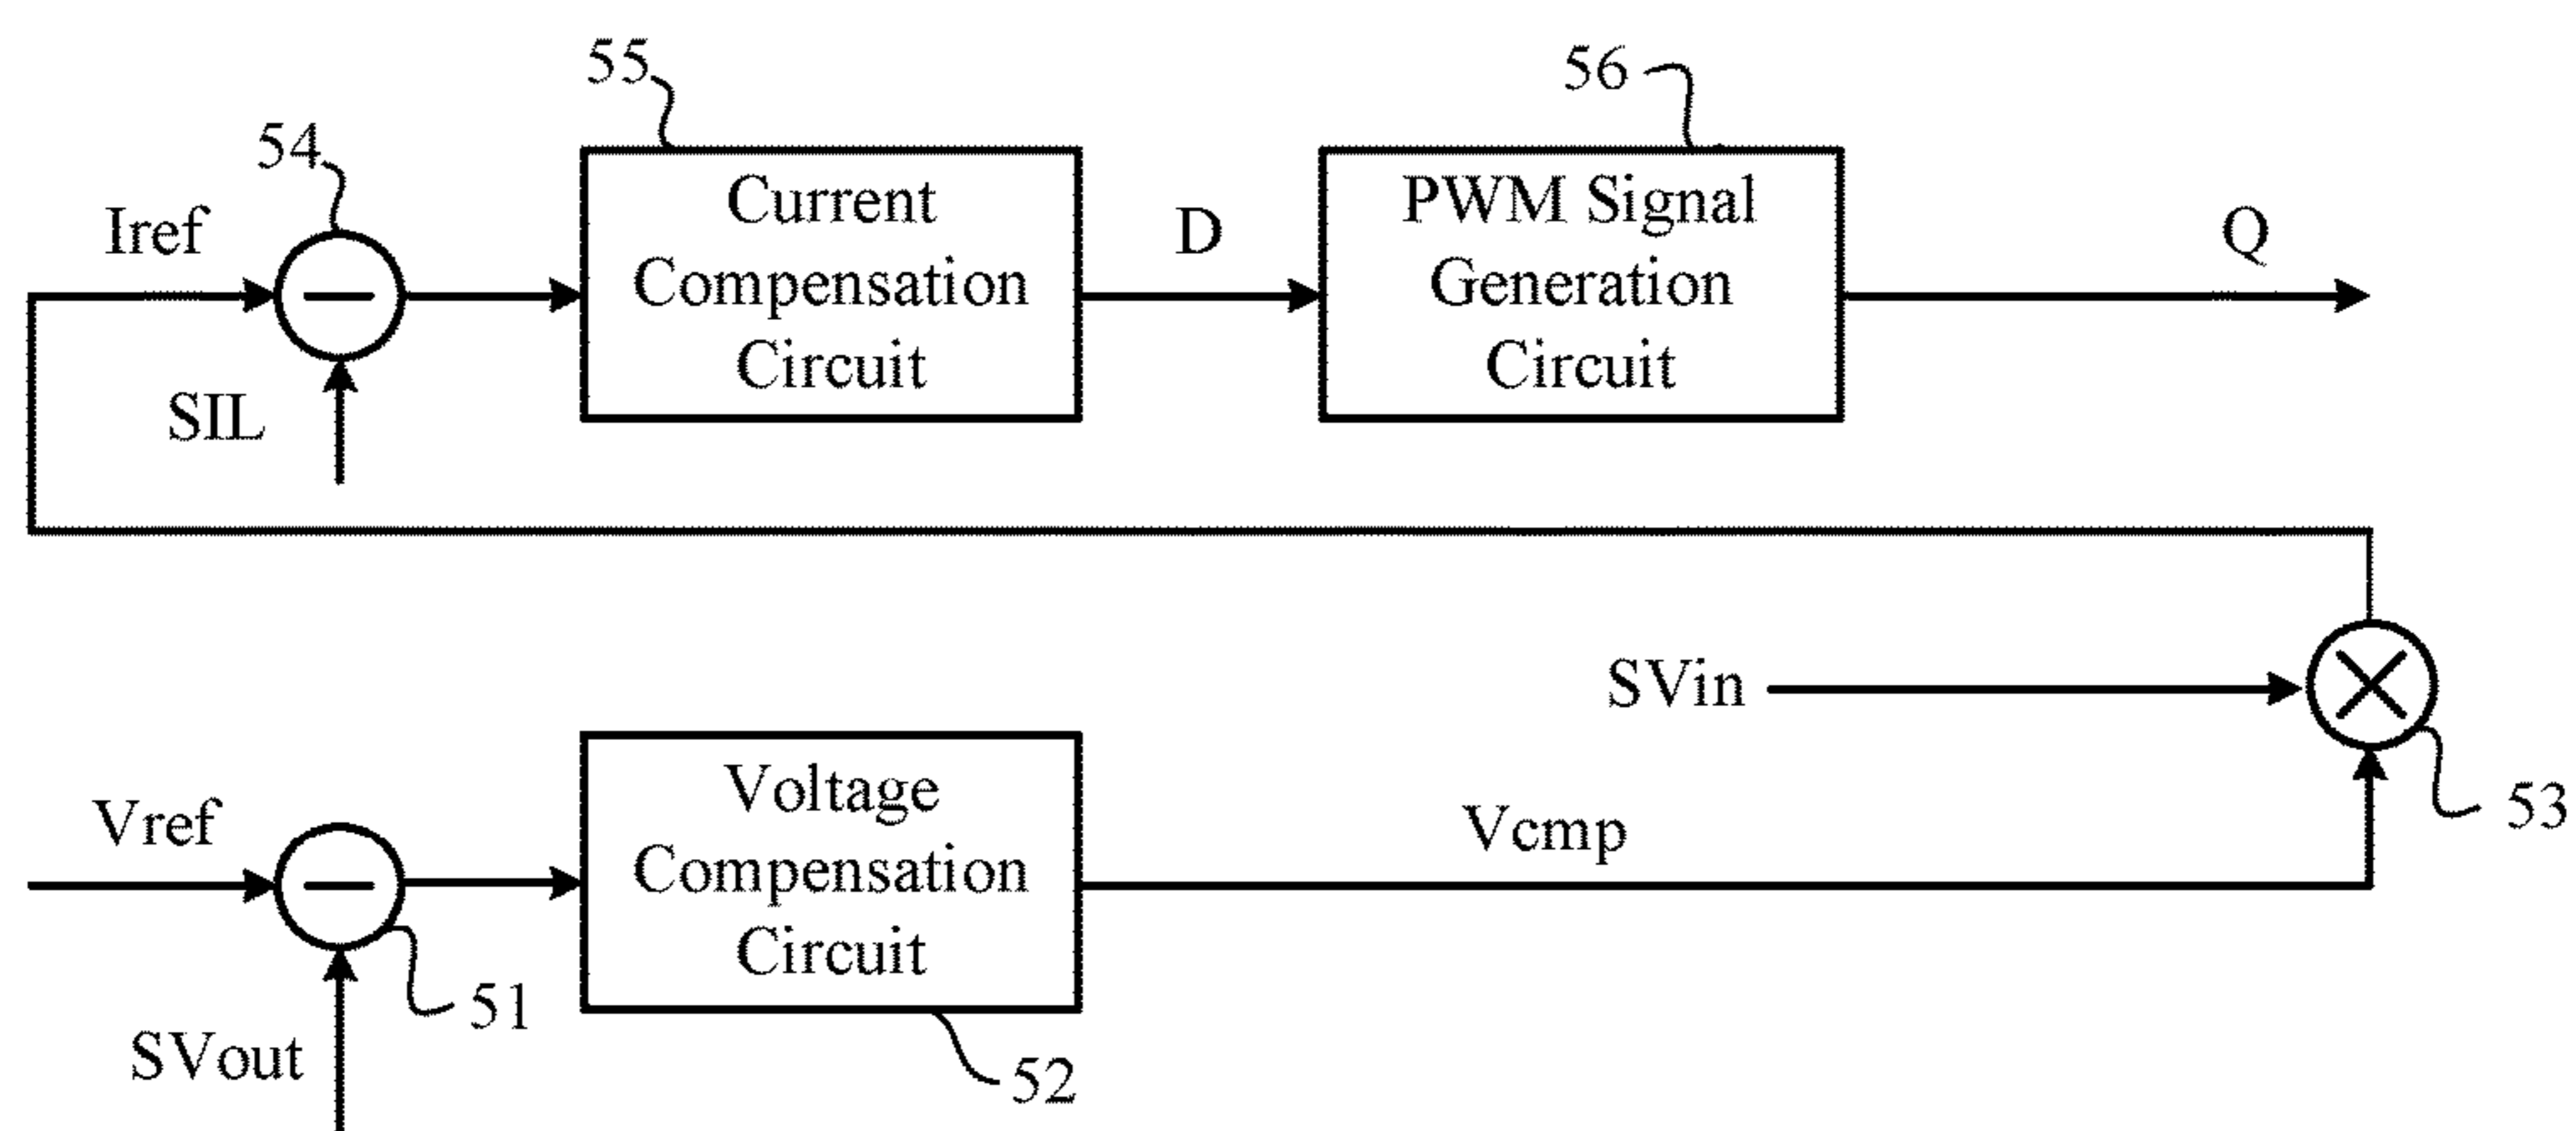 55
56
54
Current
Compensation
Circuit
PWM Signal
Generation
Circuit
Iref
D
Q
SIL
SVin
53
Vref
Voltage
Compensation
Circuit
Vcmp
51
SVout
52